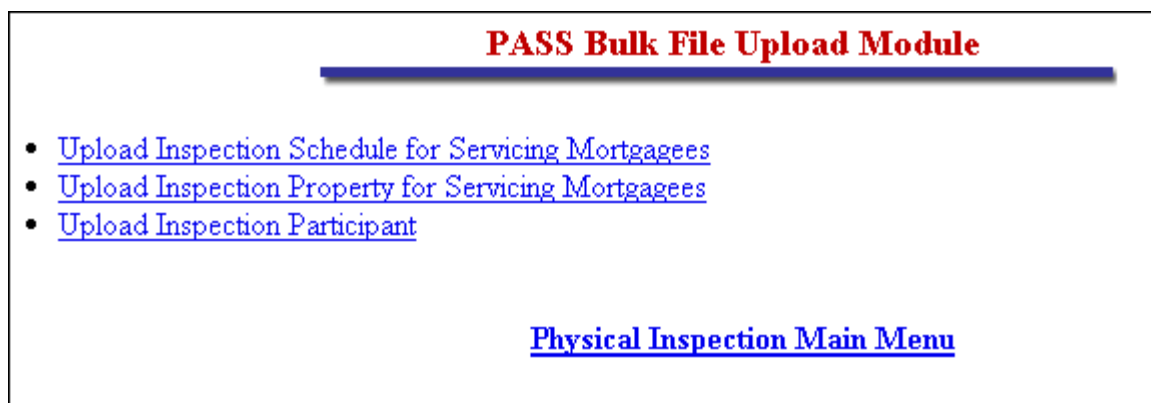 PASS Bulk File Upload Module
Upload Inspection Schedule for Servicing Mortgagees
Upload Inspection Property for Servicing Mortgagees
Upload Inspection Participant
Physical Inspection Main Menu